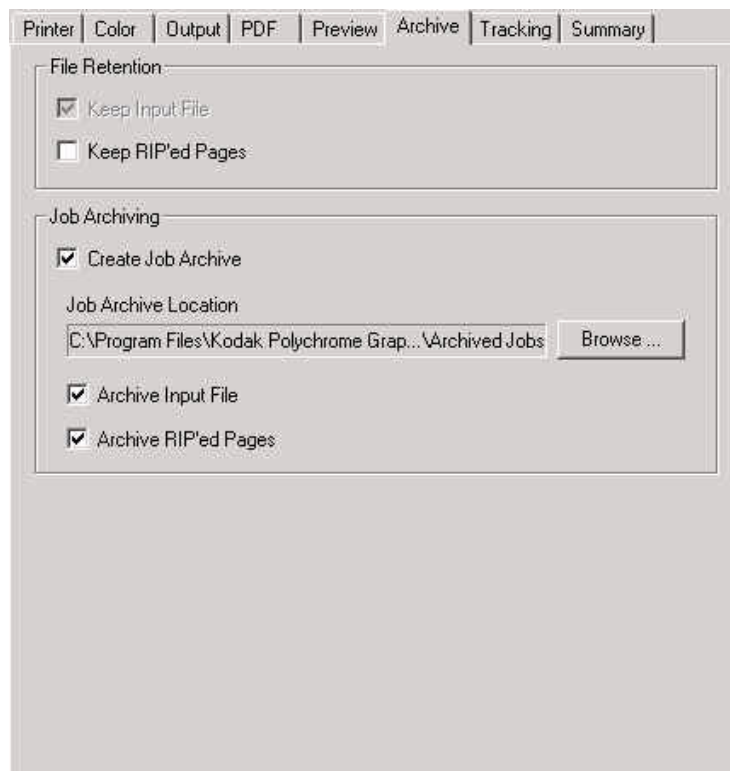 Printer Color Output PDF Preview Archive Tracking Summary
File Retention
Keep Input File
Keep RIP'ed Pages
Job Archiving
Create Job Archive
Job Archive Location
C:\Program Files\Kodak Polychrome Grap...\Archived Jobs Browse ...
Archive Input File
Archive RIP'ed Pages